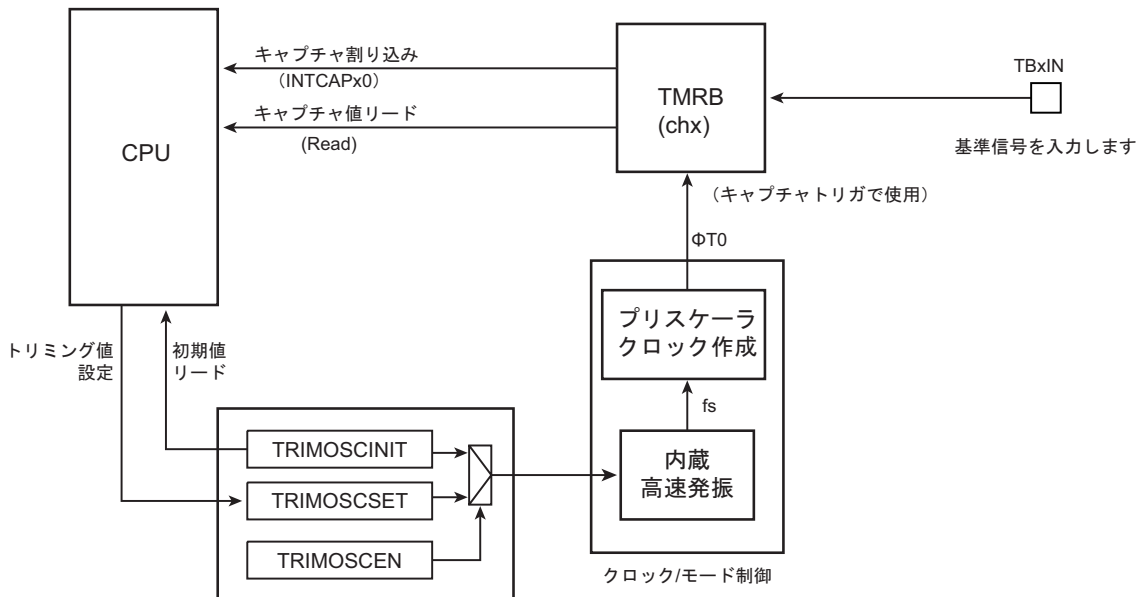 キャプチャ割り込み
（INTCAPx0）
キャプチャ値リード
(Read)
CPU
TMRB
(chx)
TBxIN
基準信号を入力します
（キャプチャトリガで使用）
ΦT0
プリスケーラ
クロック作成
fs
内蔵
高速発振
クロック/モード制御
トリミング値
設定
初期値
リード
TRIMOSCINIT
TRIMOSCSET
TRIMOSCEN